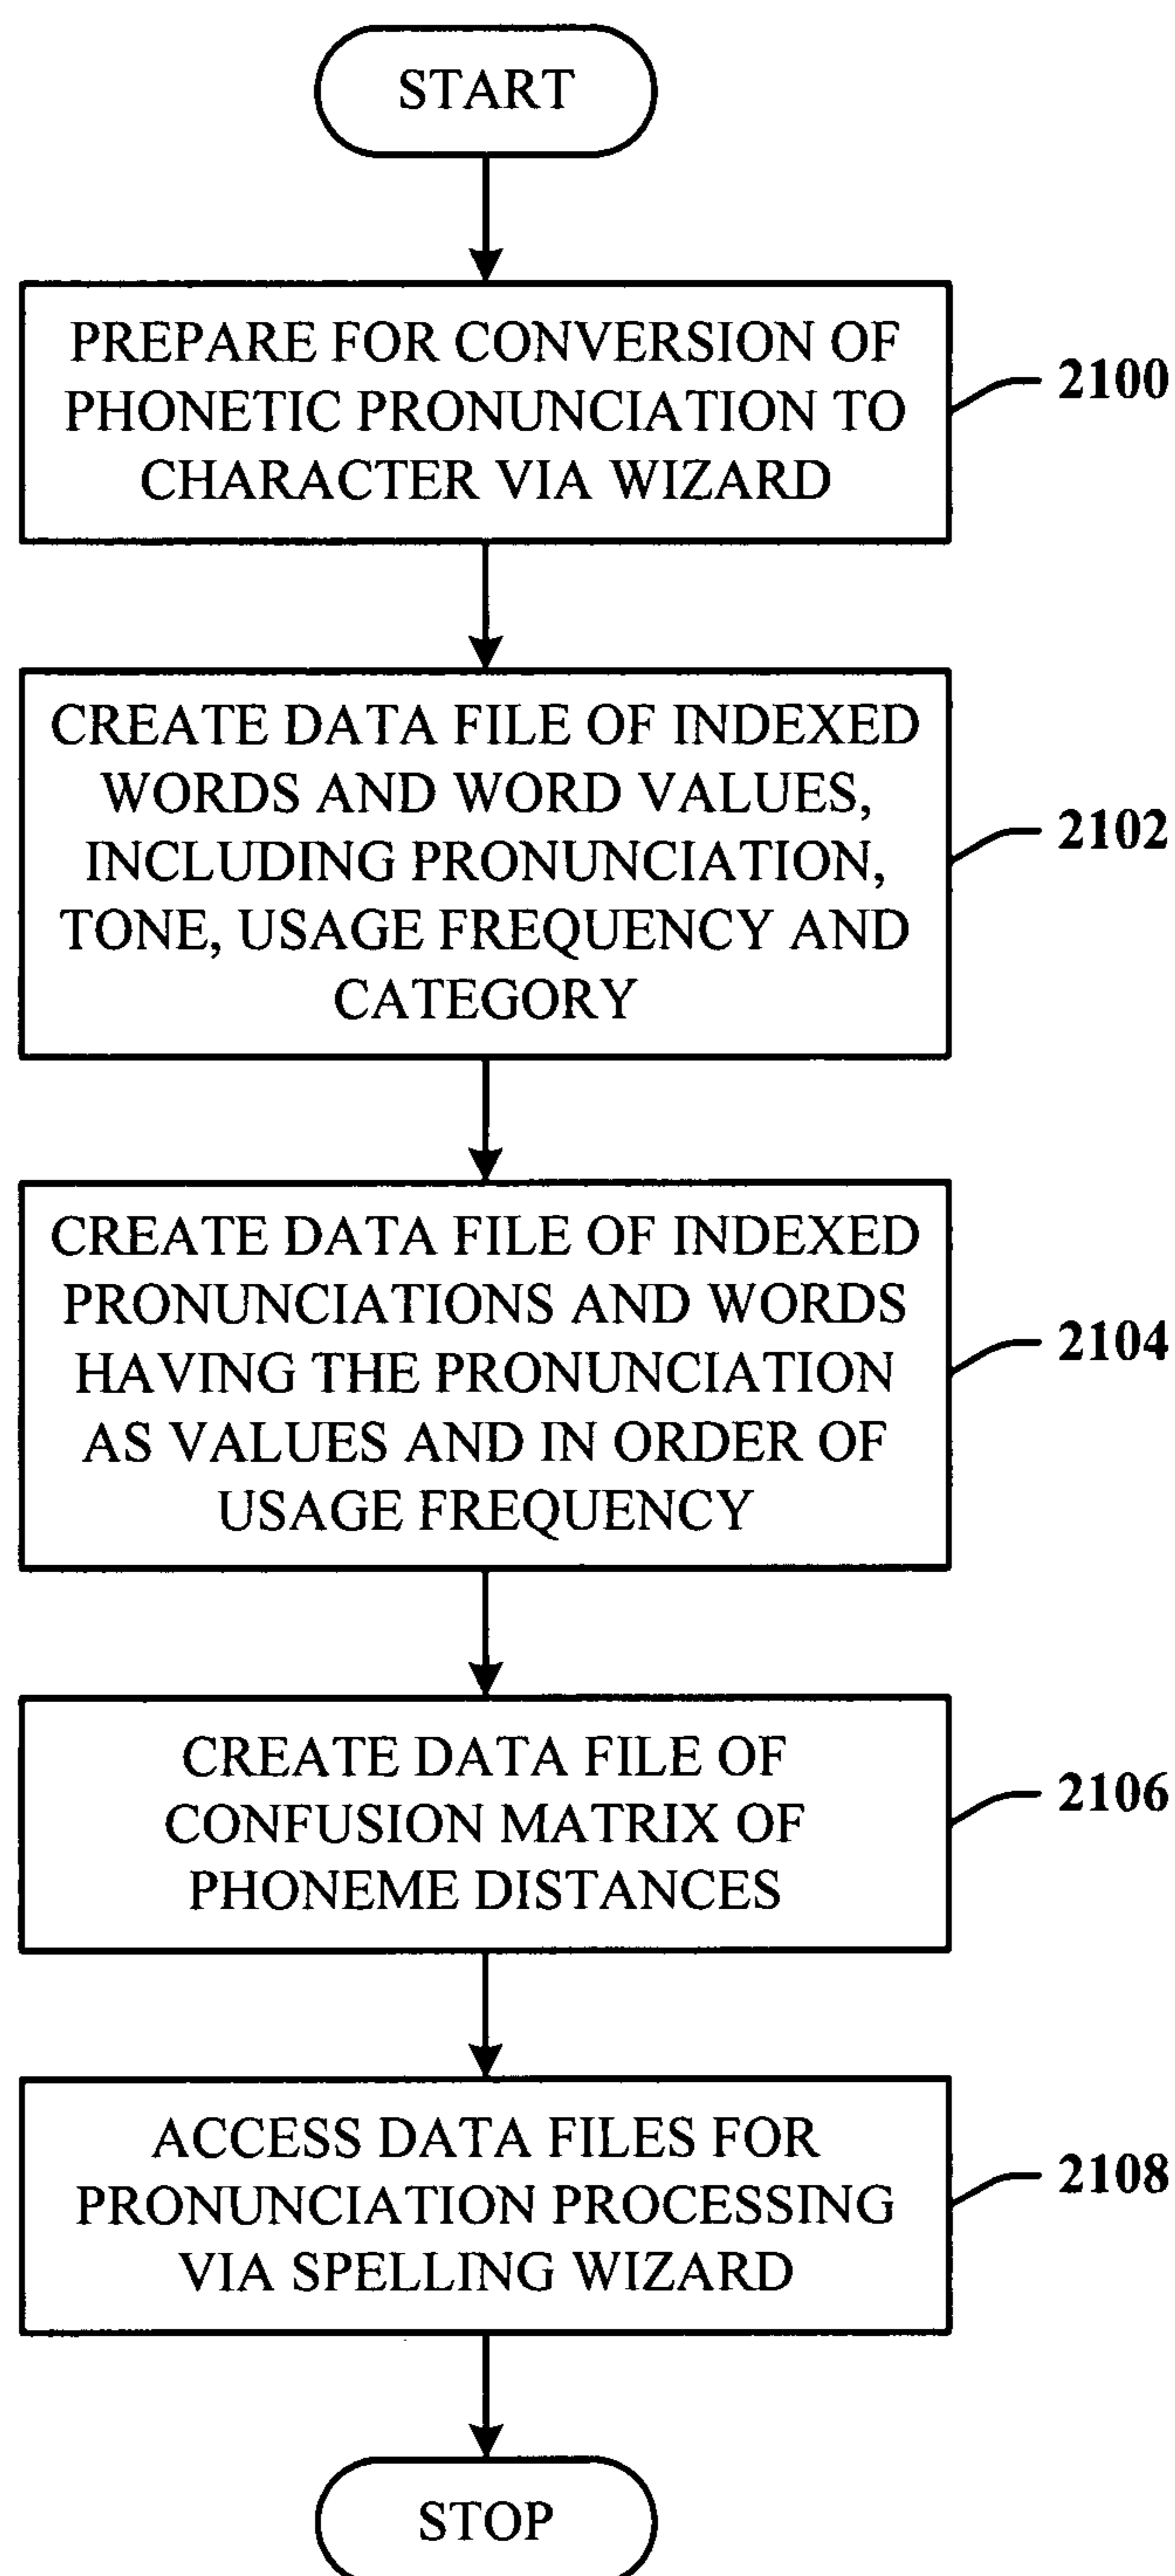 START
PREPARE FOR CONVERSION OF
PHONETIC PRONUNCIATION TO
CHARACTER VIA WIZARD
2100
CREATE DATA FILE OF INDEXED
WORDS AND WORD VALUES,
INCLUDING PRONUNCIATION,
TONE, USAGE FREQUENCY AND
CATEGORY
2102
CREATE DATA FILE OF INDEXED
PRONUNCIATIONS AND WORDS
HAVING THE PRONUNCIATION
AS VALUES AND IN ORDER OF
USAGE FREQUENCY
2104
CREATE DATA FILE OF
CONFUSION MATRIX OF
PHONEME DISTANCES
2106
ACCESS DATA FILES FOR
PRONUNCIATION PROCESSING
VIA SPELLING WIZARD
2108
STOP